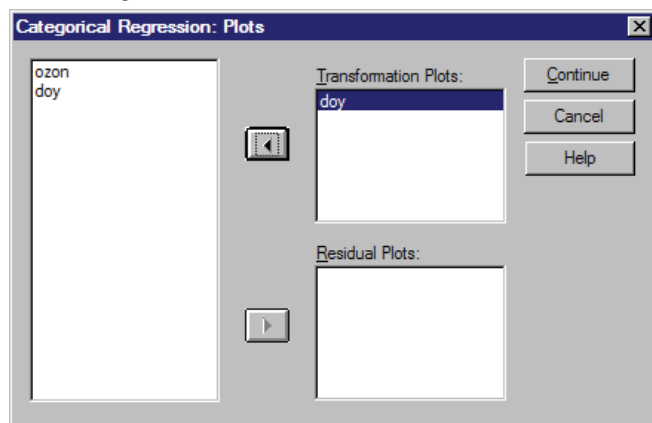 Categorical Regression: Plots
ozon
doy
Transformation Plots:
doy
Residual Plots:
Continue
Cancel
Help